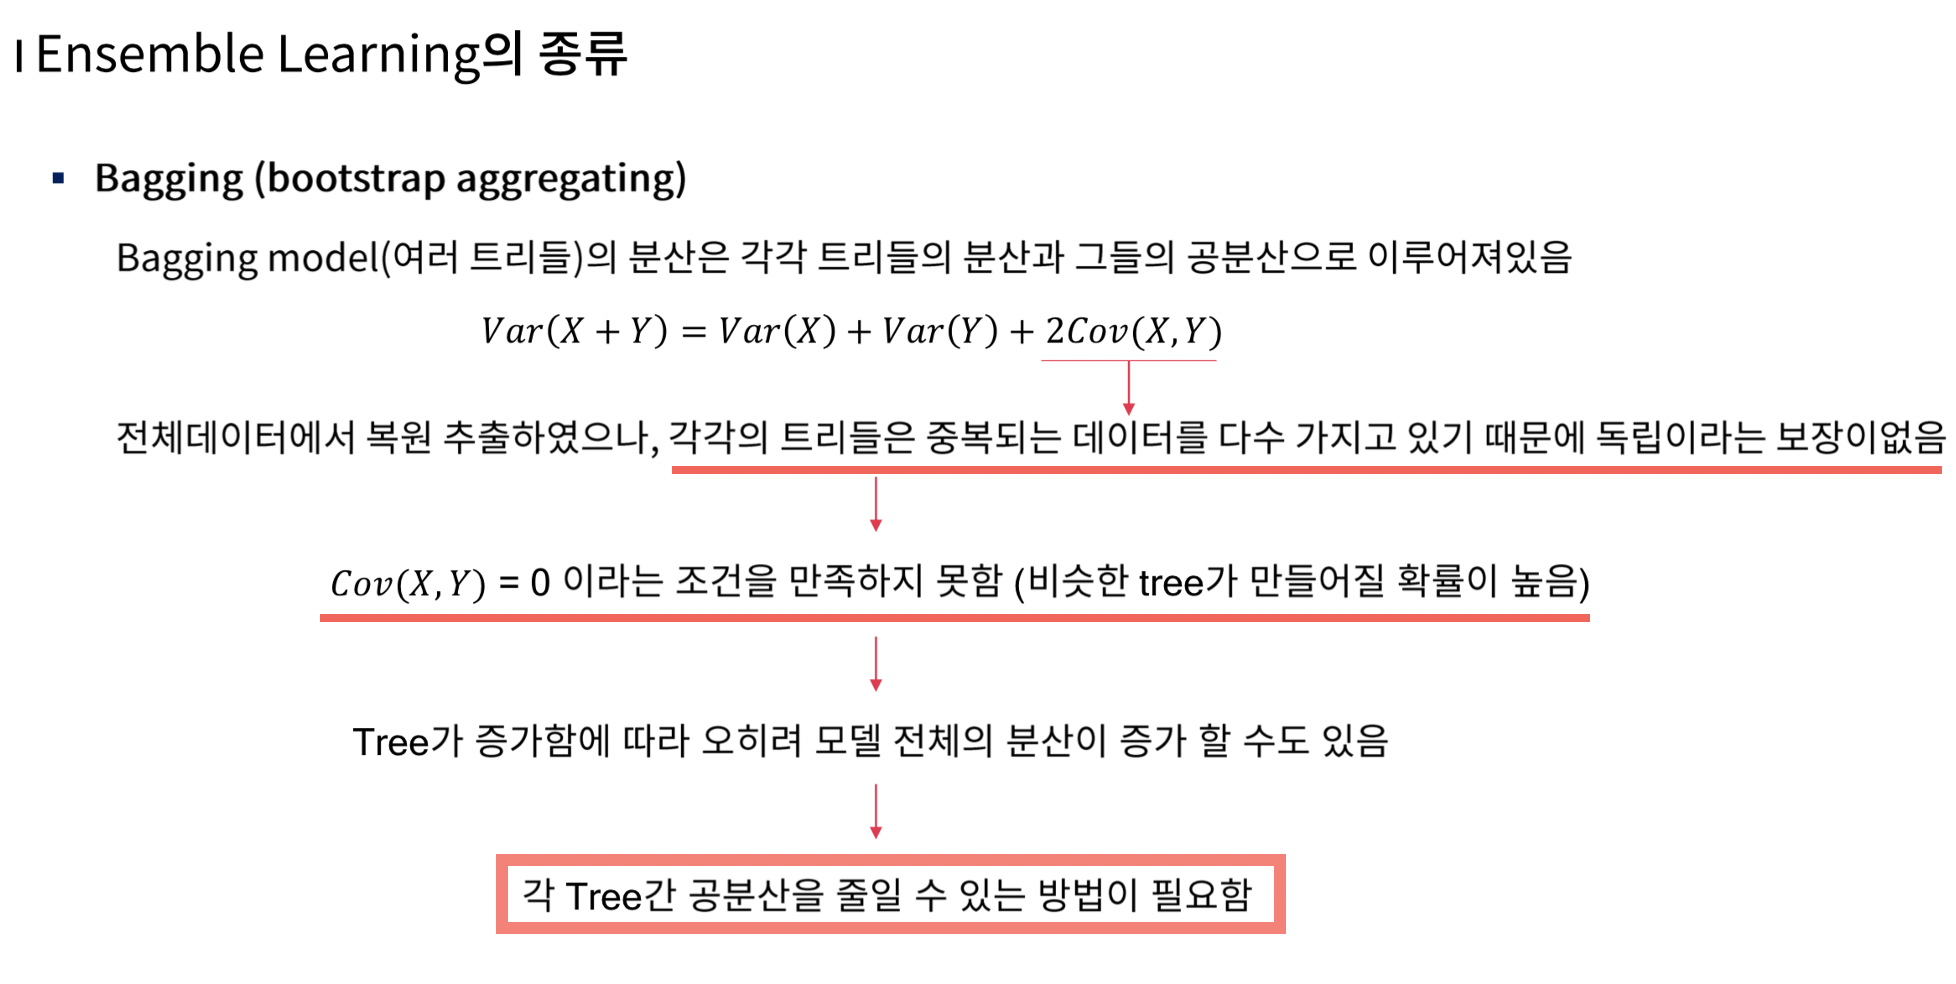 I Ensemble Learning의 종류
▪ Bagging (bootstrap aggregating)
Bagging model(여러 트리들)의 분산은 각각 트리들의 분산과 그들의 공분산으로 이루어져있음
Var(X + Y) = Var(X) + Var(Y) + 2Cov(X, Y)
전체데이터에서 복원 추출하였으나, 각각의 트리들은 중복되는 데이터를 다수 가지고 있기 때문에 독립이라는 보장이없음
Cov(X, Y) = 0 이라는 조건을 만족하지 못함 (비슷한 tree가 만들어질 확률이 높음)
Tree가 증가함에 따라 오히려 모델 전체의 분산이 증가 할 수도 있음
각 Tree간 공분산을 줄일 수 있는 방법이 필요함